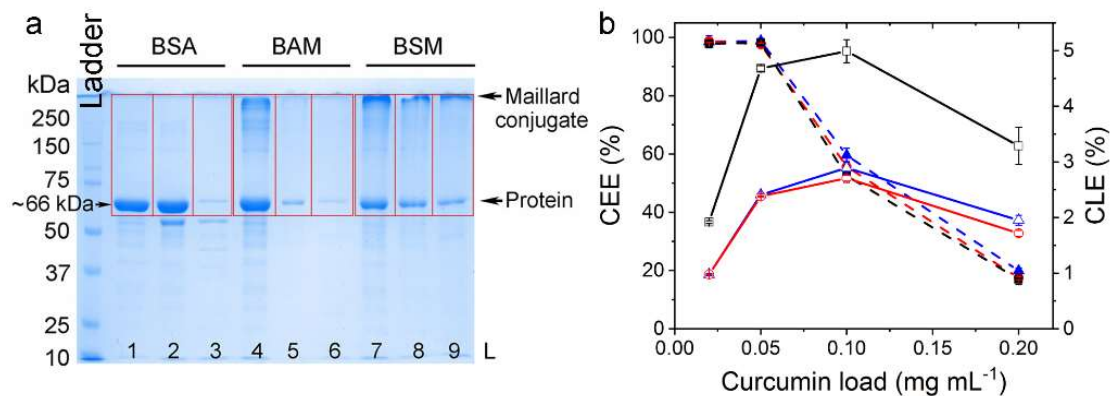 a
BSA BAM BSM
Ladder
kDa
250
150
75
~66 kDa
50
37
25
10
Maillard
conjugate
Protein
1 2 3 4 5 6 7 8 9 L
b
CEE (%)
100
80
60
40
20
0
0.00 0.05 0.10 0.15 0.20
Curcumin load (mg mL⁻¹)
5
4
3
2
1
0
CLE (%)